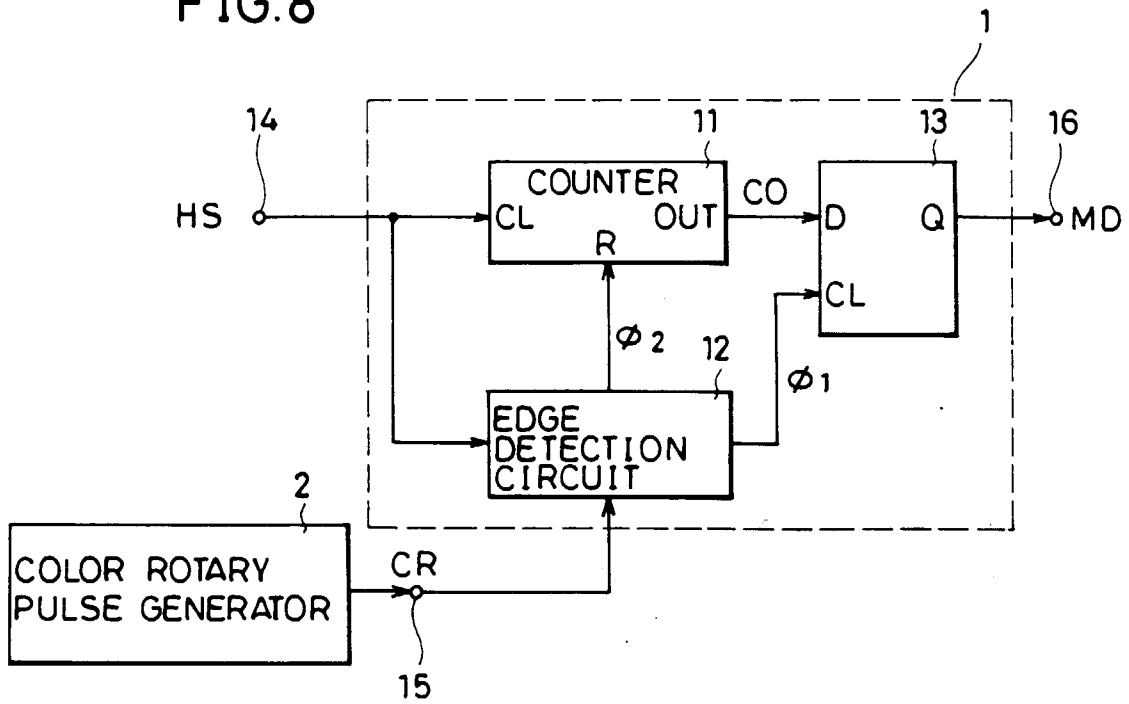 FIG.8
1
14
11
13
16
COUNTER
CO
HS
CL
OUT
D
Q
MD
R
CL
φ2
12
φ1
EDGE
DETECTION
CIRCUIT
2
COLOR ROTARY
PULSE GENERATOR
CR
15